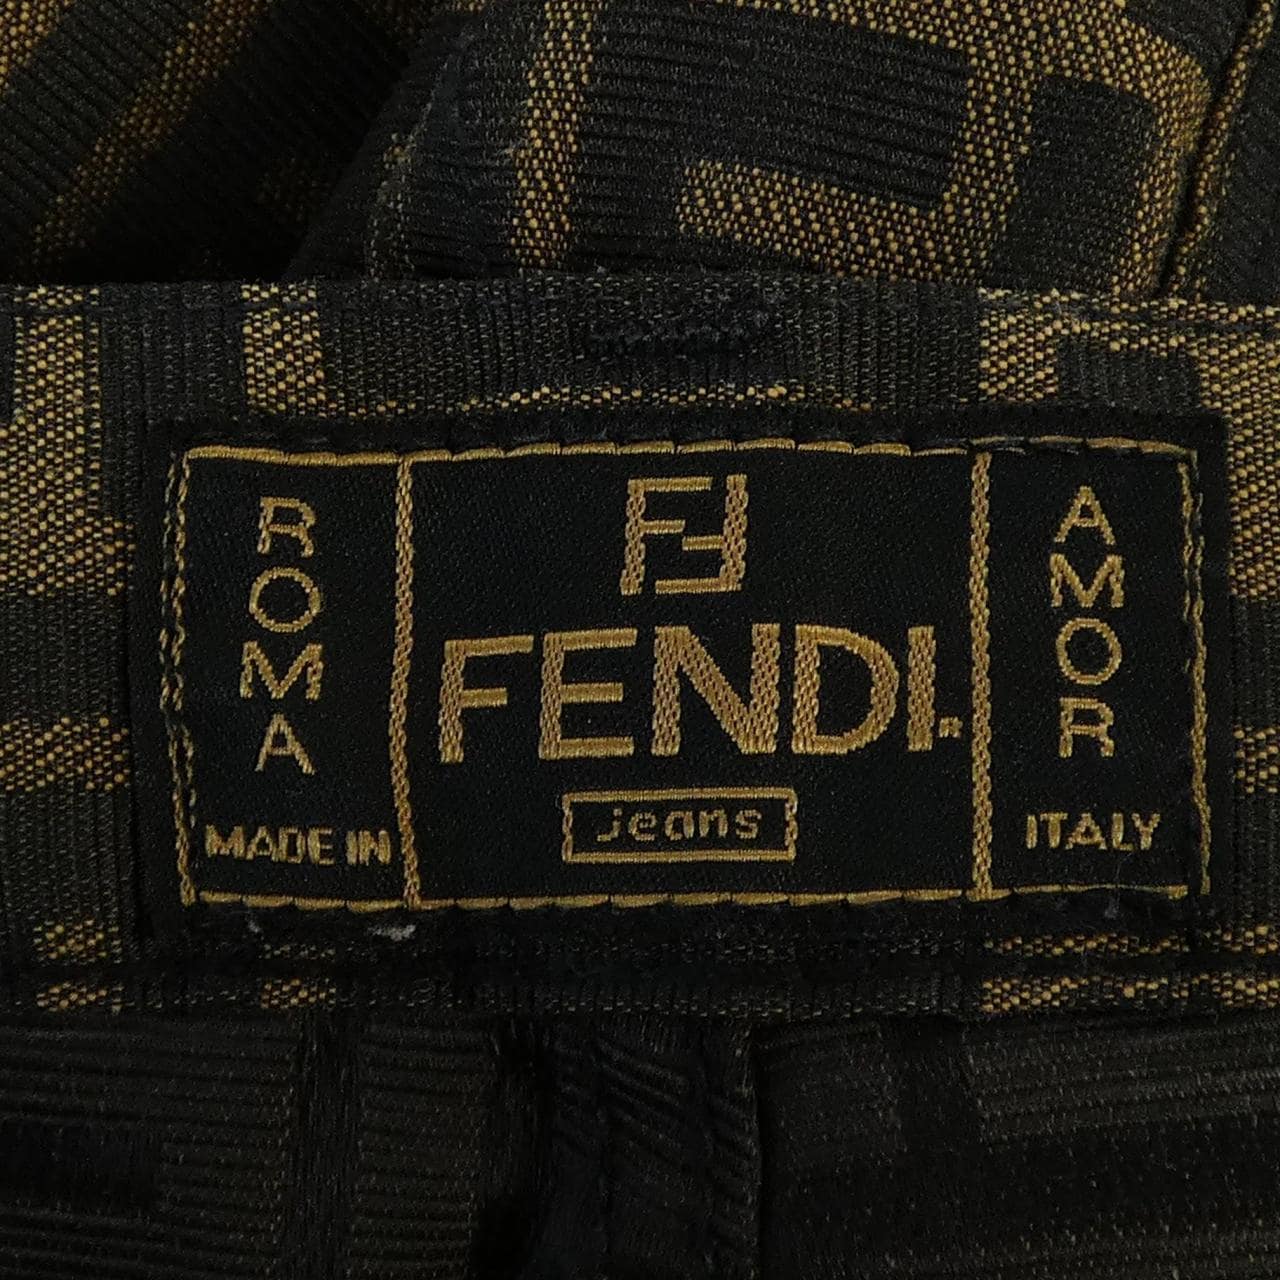 ROMA
MADE IN
FF
FENDI.
jeans
AMOR
ITALY